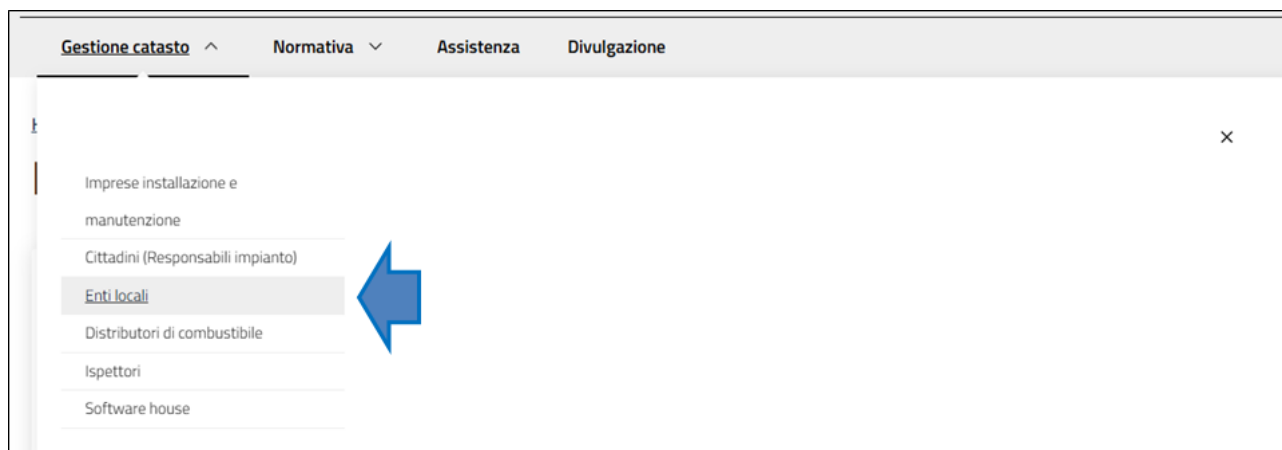 Gestione catasto Normativa Assistenza Divulgazione
Imprese installazione e
manutenzione
Cittadini (Responsabili impianto)
Enti locali
Distributori di combustibile
Ispettori
Software house